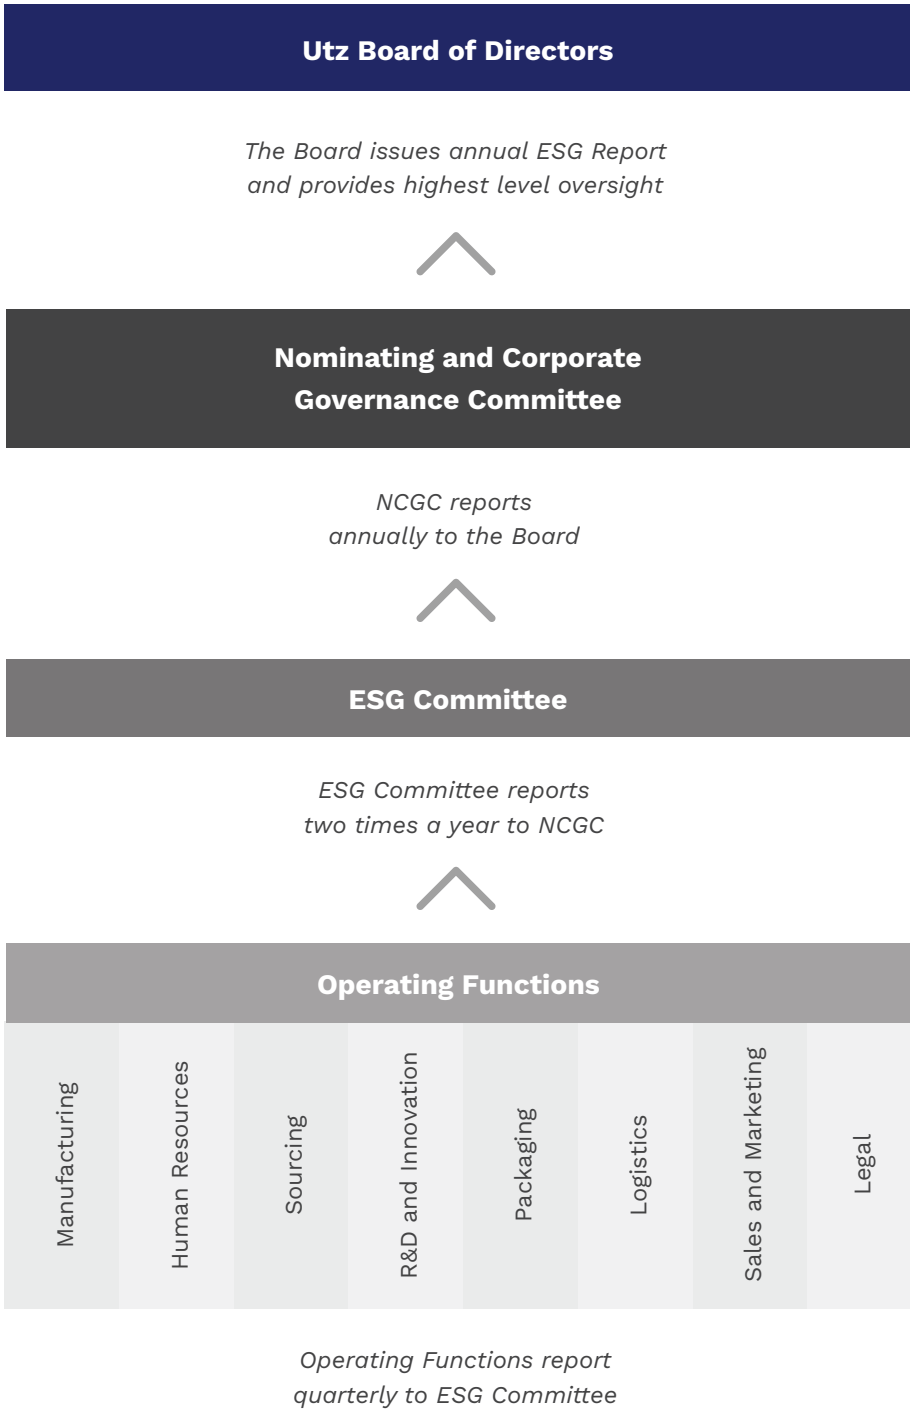 Utz Board of Directors
The Board issues annual ESG Report
and provides highest level oversight
Nominating and Corporate
Governance Committee
NCGC reports
annually to the Board
ESG Committee
ESG Committee reports
two times a year to NCGC
Operating Functions
Manufacturing
Human Resources
Sourcing
R&D and Innovation
Packaging
Logistics
Sales and Marketing
Legal
Operating Functions report
quarterly to ESG Committee